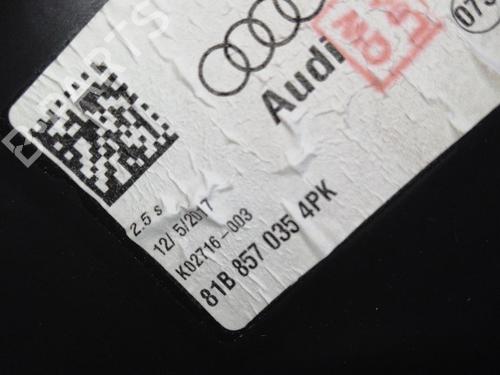 Audi
2.5 s
12/ 5/2017
K02716-003
81B 857 035 4PK